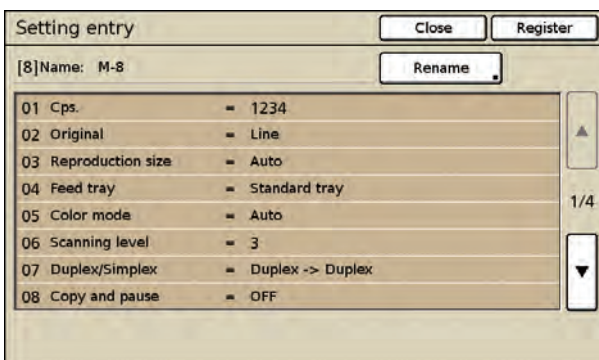 Setting entry Close Register
[8]Name: M-8 Rename
01 Cps. = 1234
02 Original = Line
03 Reproduction size = Auto
04 Feed tray = Standard tray
05 Color mode = Auto
06 Scanning level = 3
07 Duplex/Simplex = Duplex -> Duplex
08 Copy and pause = OFF
1/4